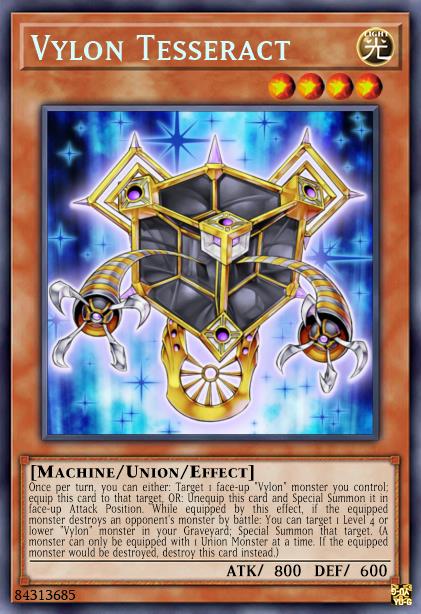 Vylon Tesseract
LIGHT
光
[Machine/Union/Effect]
Once per turn, you can either: Target 1 face-up "Vylon" monster you control;
equip this card to that target, OR: Unequip this card and Special Summon it in
face-up Attack Position. "While equipped by this effect, if the equipped
monster destroys an opponent's monster by battle: You can target 1 Level 4 or
lower "Vylon" monster in your Graveyard; Special Summon that target. (A
monster can only be equipped with 1 Union Monster at a time. If the equipped
monster would be destroyed, destroy this card instead.)
ATK/ 800 DEF/ 600
84313685